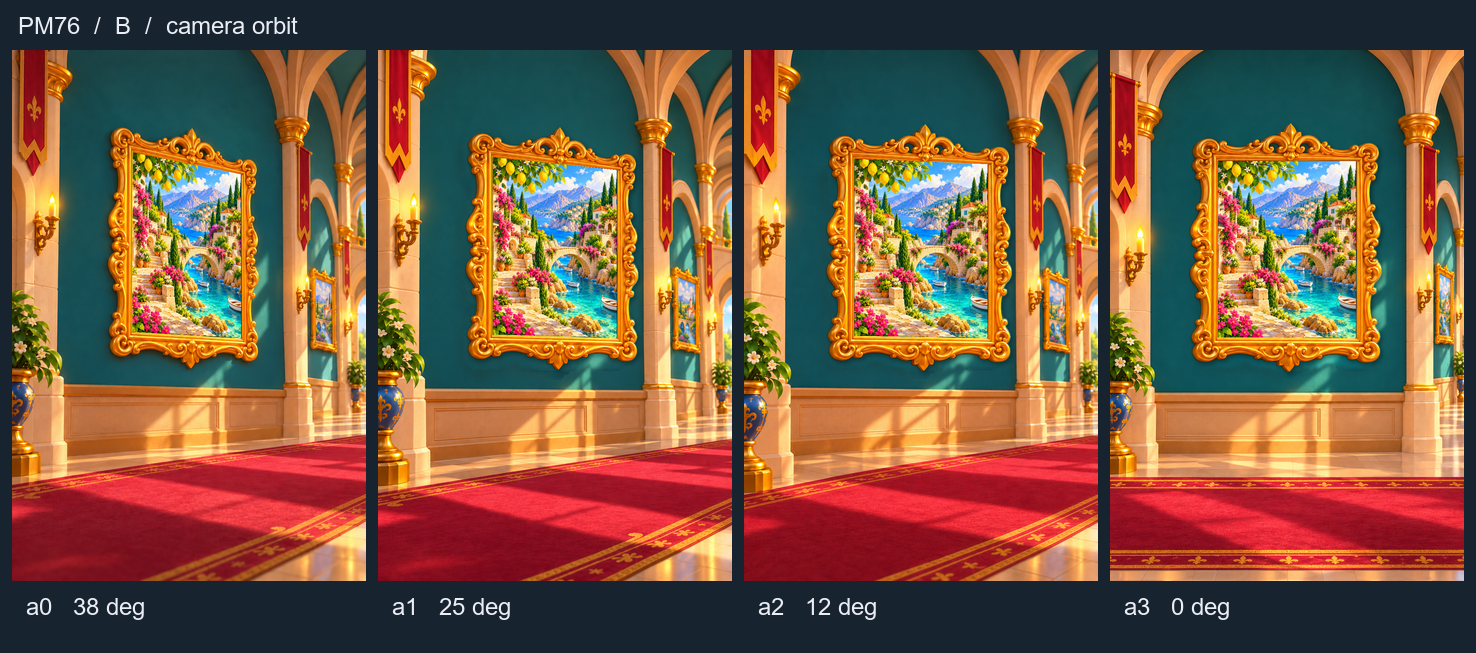 PM76 / B / camera orbit
a0 38 deg
a1 25 deg
a2 12 deg
a3 0 deg